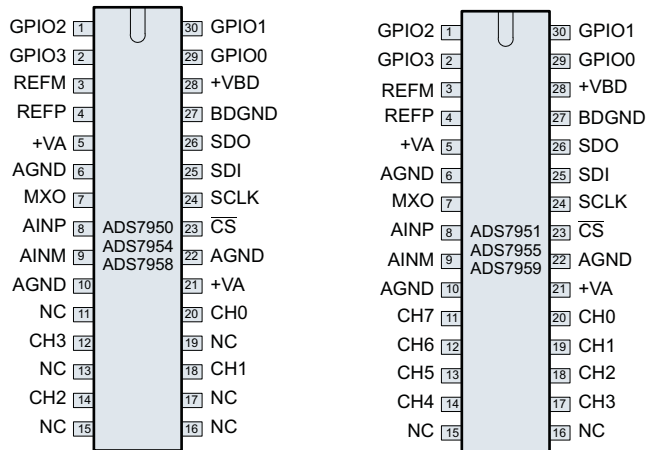 GPIO2 1 30 GPIO1
GPIO3 2 29 GPIO0
REFM 3 28 +VBD
REFP 4 27 BDGND
+VA 5 26 SDO
AGND 6 25 SDI
MXO 7 24 SCLK
AINP 8 ADS7950 23 CS
ADS7954
AINM 9 ADS7958 22 AGND
AGND 10 21 +VA
NC 11 20 CH0
CH3 12 19 NC
NC 13 18 CH1
CH2 14 17 NC
NC 15 16 NC
GPIO2 1 30 GPIO1
GPIO3 2 29 GPIO0
REFM 3 28 +VBD
REFP 4 27 BDGND
+VA 5 26 SDO
AGND 6 25 SDI
MXO 7 24 SCLK
AINP 8 ADS7951 23 CS
ADS7955
AINM 9 ADS7959 22 AGND
AGND 10 21 +VA
CH7 11 20 CH0
CH6 12 19 CH1
CH5 13 18 CH2
CH4 14 17 CH3
NC 15 16 NC